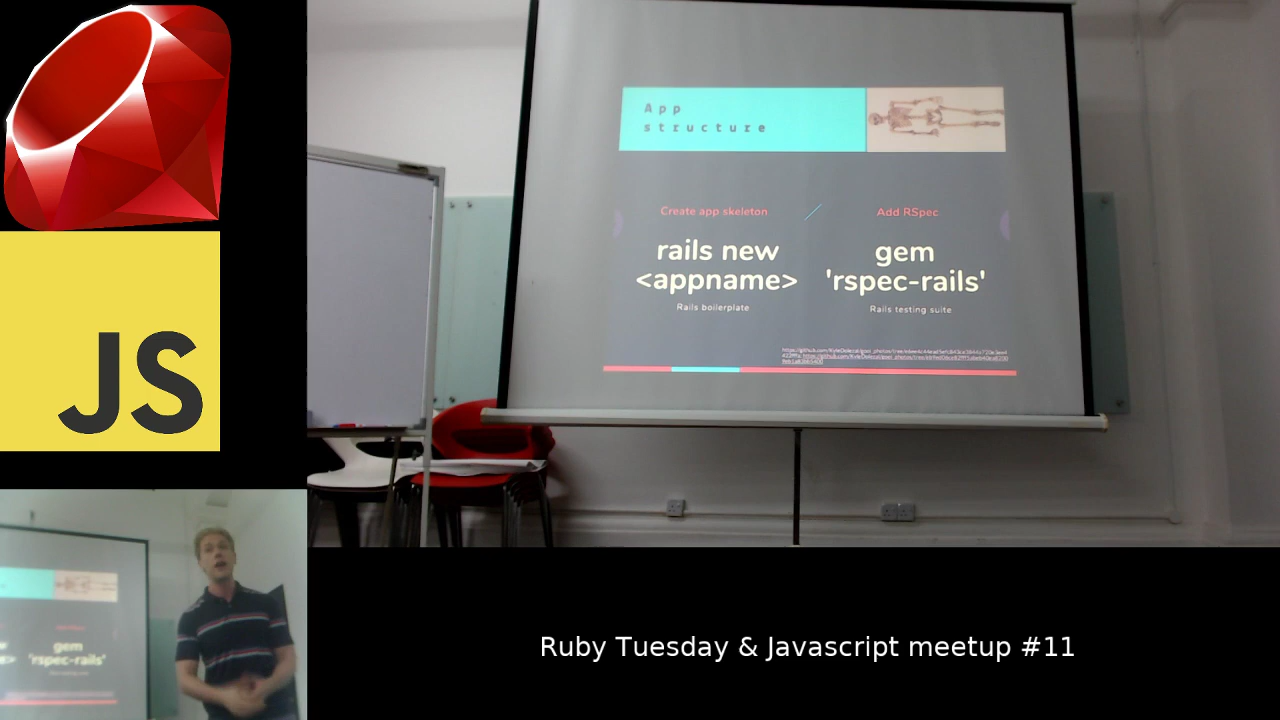 App
structure
Create app skeleton
Add RSpec
rails new
<appname>
gem
'rspec-rails'
Rails boilerplate
Rails testing suite
JS
gem
'rspec-rails'
Ruby Tuesday & Javascript meetup #11